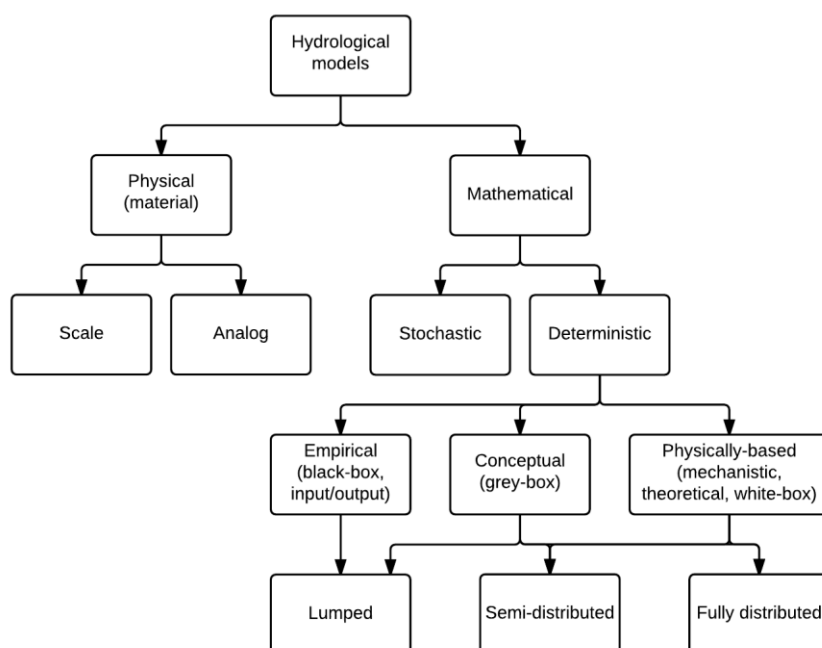 Hydrological
models
Physical
(material)
Mathematical
Scale
Analog
Stochastic
Deterministic
Empirical
(black-box,
input/output)
Conceptual
(grey-box)
Physically-based
(mechanistic,
theoretical, white-box)
Lumped
Semi-distributed
Fully distributed